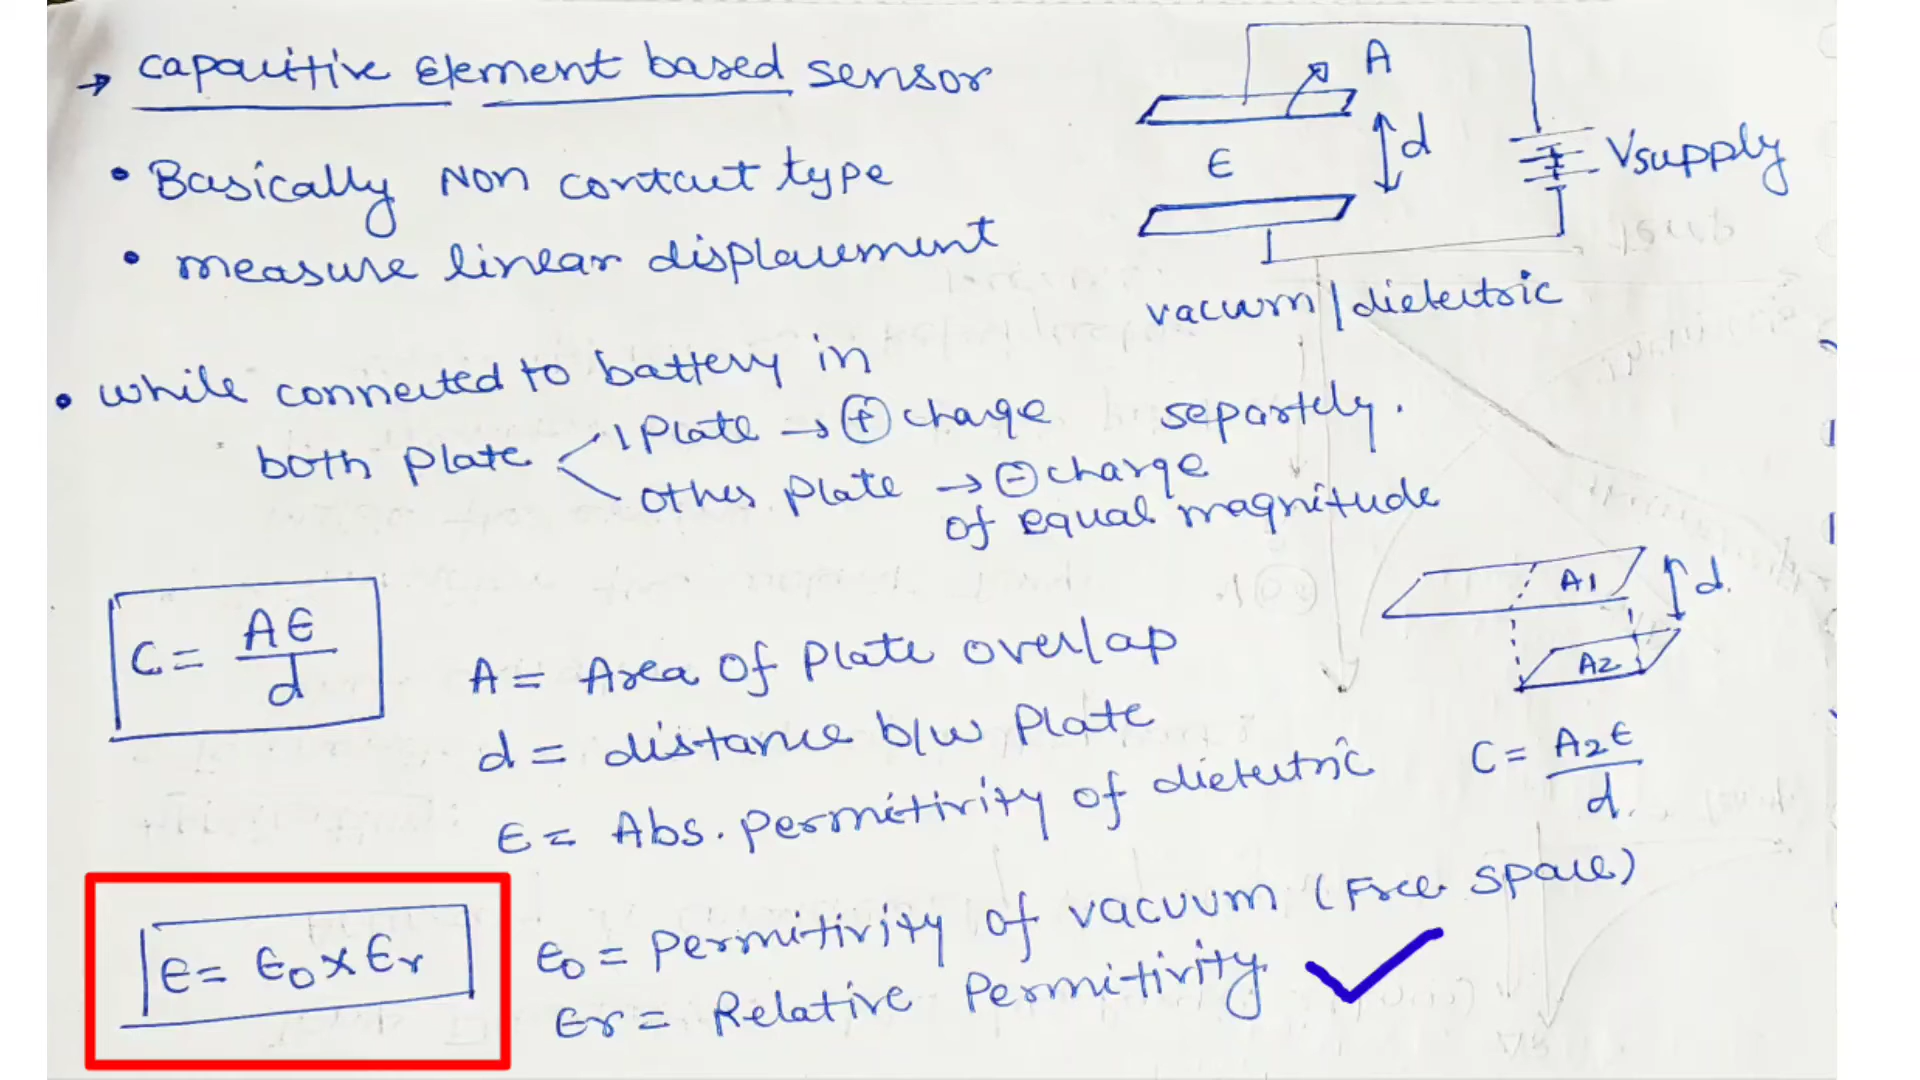 → capacitive Element based sensor
• Basically Non contact type
• measure linear displacement
A
d
ϵ
Vsupply
vacuum/dielectric
• while connected to battery in
both plate
1 Plate → ⊕ charge separtely.
other plate → ⊖ charge
of equal magnitude
C = Aϵ/d
A = Area of Plate overlap
d = distance b/w Plate
ϵ = Abs. permitivity of dielectric
A1
d.
A2
C = A2ϵ/d.
ϵ = ϵ0 × ϵr
ϵ0 = Permitivity of vacuum (Free space)
ϵr = Relative Permitivity.